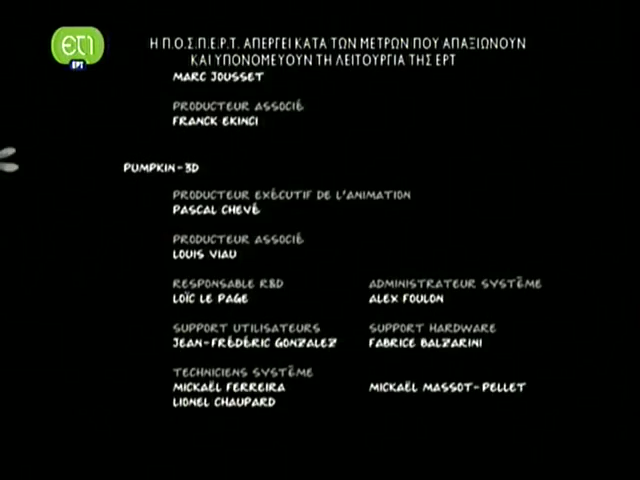 ετ1
ΕΡΤ
Η Π.Ο.Σ.Π.Ε.Ρ.Τ. ΑΠΕΡΓΕΙ ΚΑΤΑ ΤΩΝ ΜΕΤΡΩΝ ΠΟΥ ΑΠΑΞΙΩΝΟΥΝ
ΚΑΙ ΥΠΟΝΟΜΕΥΟΥΝ ΤΗ ΛΕΙΤΟΥΡΓΙΑ ΤΗΣ ΕΡΤ
MARC JOUSSET
PRODUCTEUR ASSOCIÉ
FRANCK EKINCI
PUMPKIN-3D
PRODUCTEUR EXÉCUTIF DE L'ANIMATION
PASCAL CHEVÉ
PRODUCTEUR ASSOCIÉ
LOUIS VIAU
RESPONSABLE R&D
LOÏC LE PAGE
ADMINISTRATEUR SYSTÈME
ALEX FOULON
SUPPORT UTILISATEURS
JEAN-FRÉDÉRIC GONZALEZ
SUPPORT HARDWARE
FABRICE BALZARINI
TECHNICIENS SYSTÈME
MICKAËL FERREIRA
MICKAËL MASSOT-PELLET
LIONEL CHAUPARD